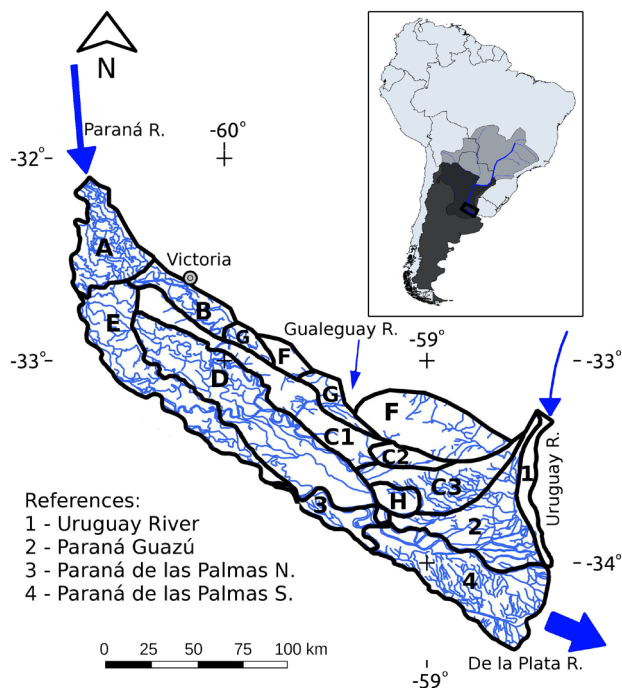 N
Paraná R.
-60°
-32°
-32°
A
Victoria
B
E
G
F
Gualeguay R.
-59°
-33°
-33°
D
G
F
C1
C2
Uruguay R.
1
C3
H
2
3
References:
1 - Uruguay River
2 - Paraná Guazú
3 - Paraná de las Palmas N.
4 - Paraná de las Palmas S.
-34°
4
0 25 50 75 100 km
-59°
De la Plata R.